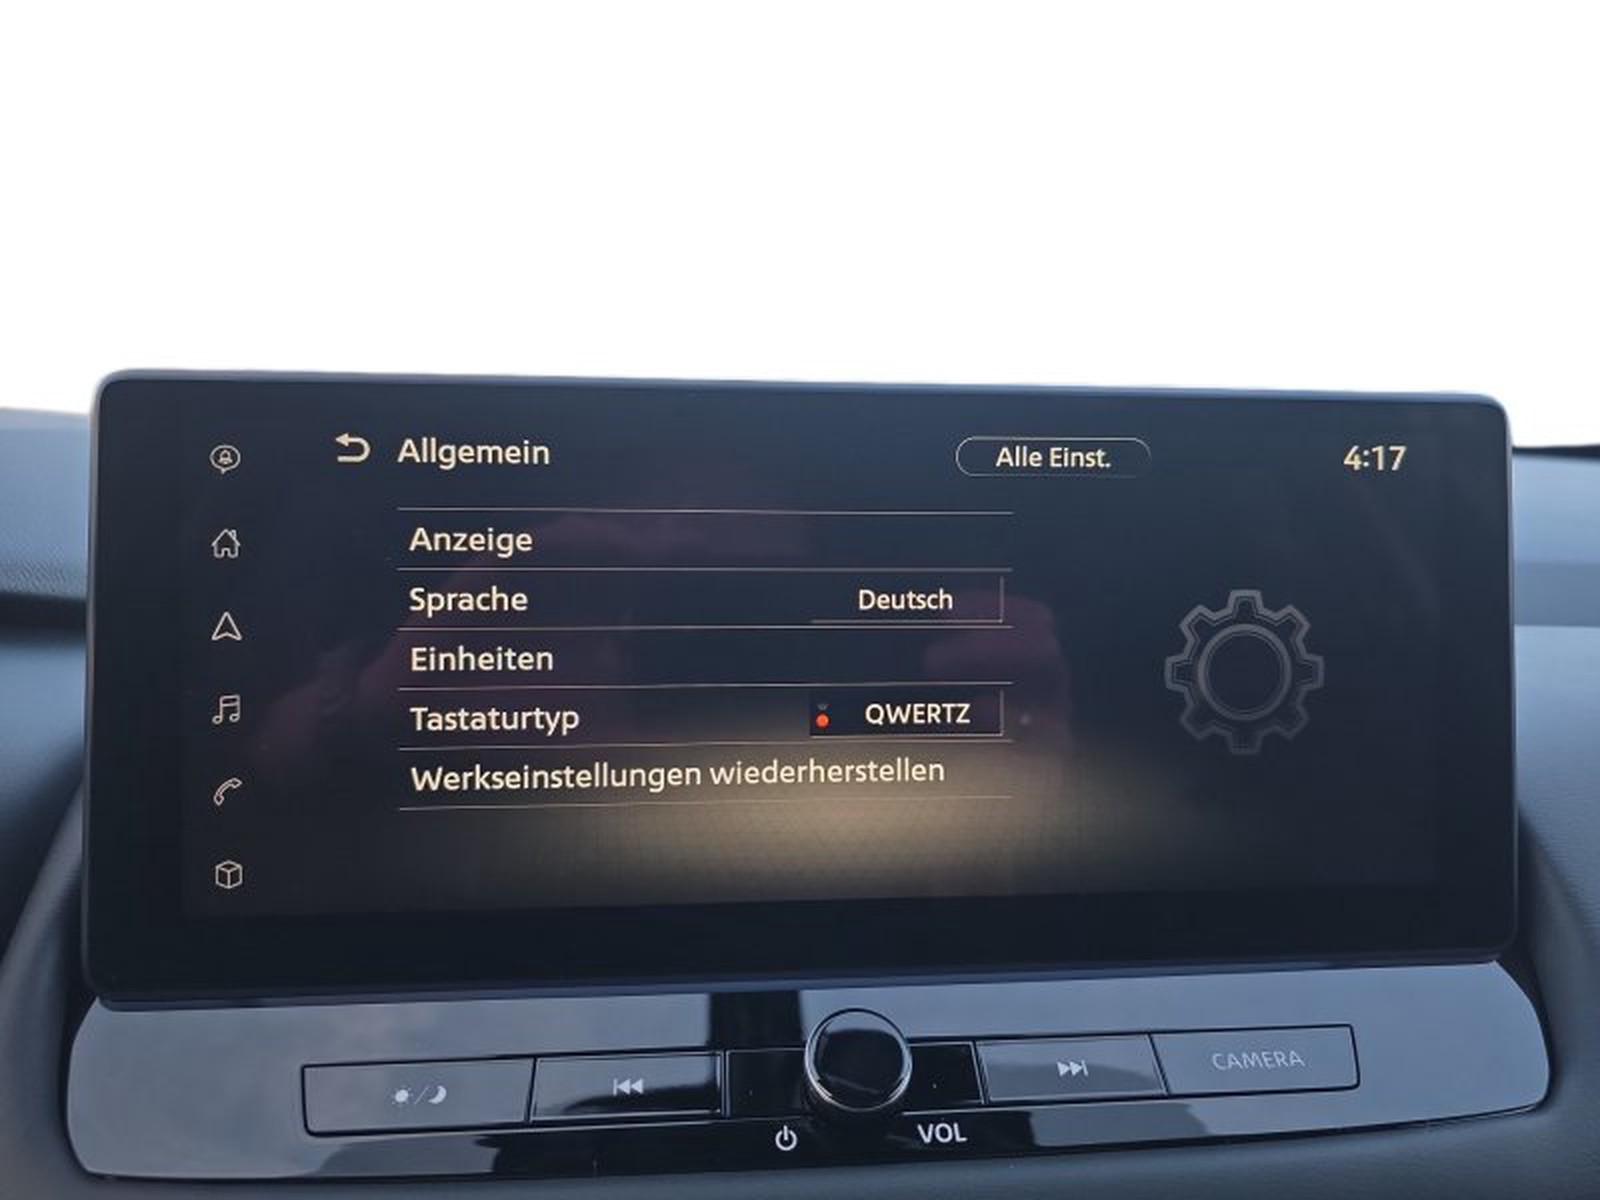 Allgemein
Alle Einst.
4:17
Anzeige
Sprache
Deutsch
Einheiten
Tastaturtyp
QWERTZ
Werkseinstellungen wiederherstellen
CAMERA
VOL